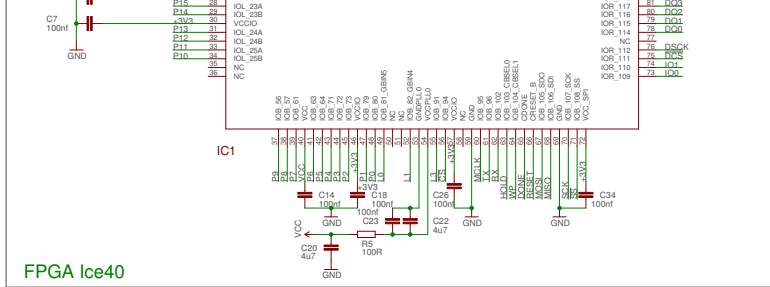 P15 28 IOL_23A
P14 29 IOL_23B
+3V3 30 VCCIO
P13 31 IOL_24A
P12 32 IOL_24B
P11 33 IOL_25A
P10 34 IOL_25B
35 NC
36 NC
C7
100nf
GND
IOR_117 81 DQ3
IOR_116 80 DQ2
IOR_115 79 DQ1
IOR_114 78 DQ0
NC 77
IOR_112 76 DSCK
IOR_111 75 DCS
IOR_110 74 IO1
IOR_109 73 IO0
IOB_56 37 P9
IOB_57 38 P8
IOB_61 39 P7
VCC 40 VCC
IOB_63 41 P6
IOB_64 42 P5
IOB_71 43 P4
IOB_72 44 P3
IOB_73 45 P2
VCCIO 46 +3V3
IOB_79 47 P1
IOB_80 48 P0
IOB_81_GBIN5 49 L0
NC 50
NC 51
IOB_82_GBIN4 52 L1
GNDPLL0 53
VCCPLL0 54
IOB_91 55 L3
IOB_94 56 CTS
VCCIO 57 +3V3
NC 58
GND 59
IOB_95 60 MCLK
IOB_96 61 TX
IOB_102 62 RX
IOB_103_CBSEL0 63 HOLD
IOB_104_CBSEL1 64 WP
CDONE 65 DONE
CRESET_B 66 RESET
IOB_105_SDO 67 MOSI
IOB_106_SDI 68 MISO
GND 69
IOB_107_SCK 70 SCK
IOB_108_SS 71 SS
VCC_SPI 72 +3V3
IC1
C14
100nf
+3V3
C18
100nf
GND
C26
100nf
GND
C34
100nf
GND
C23
100nf
C22
4u7
VCC
R5
100R
C20
4u7
GND
FPGA Ice40